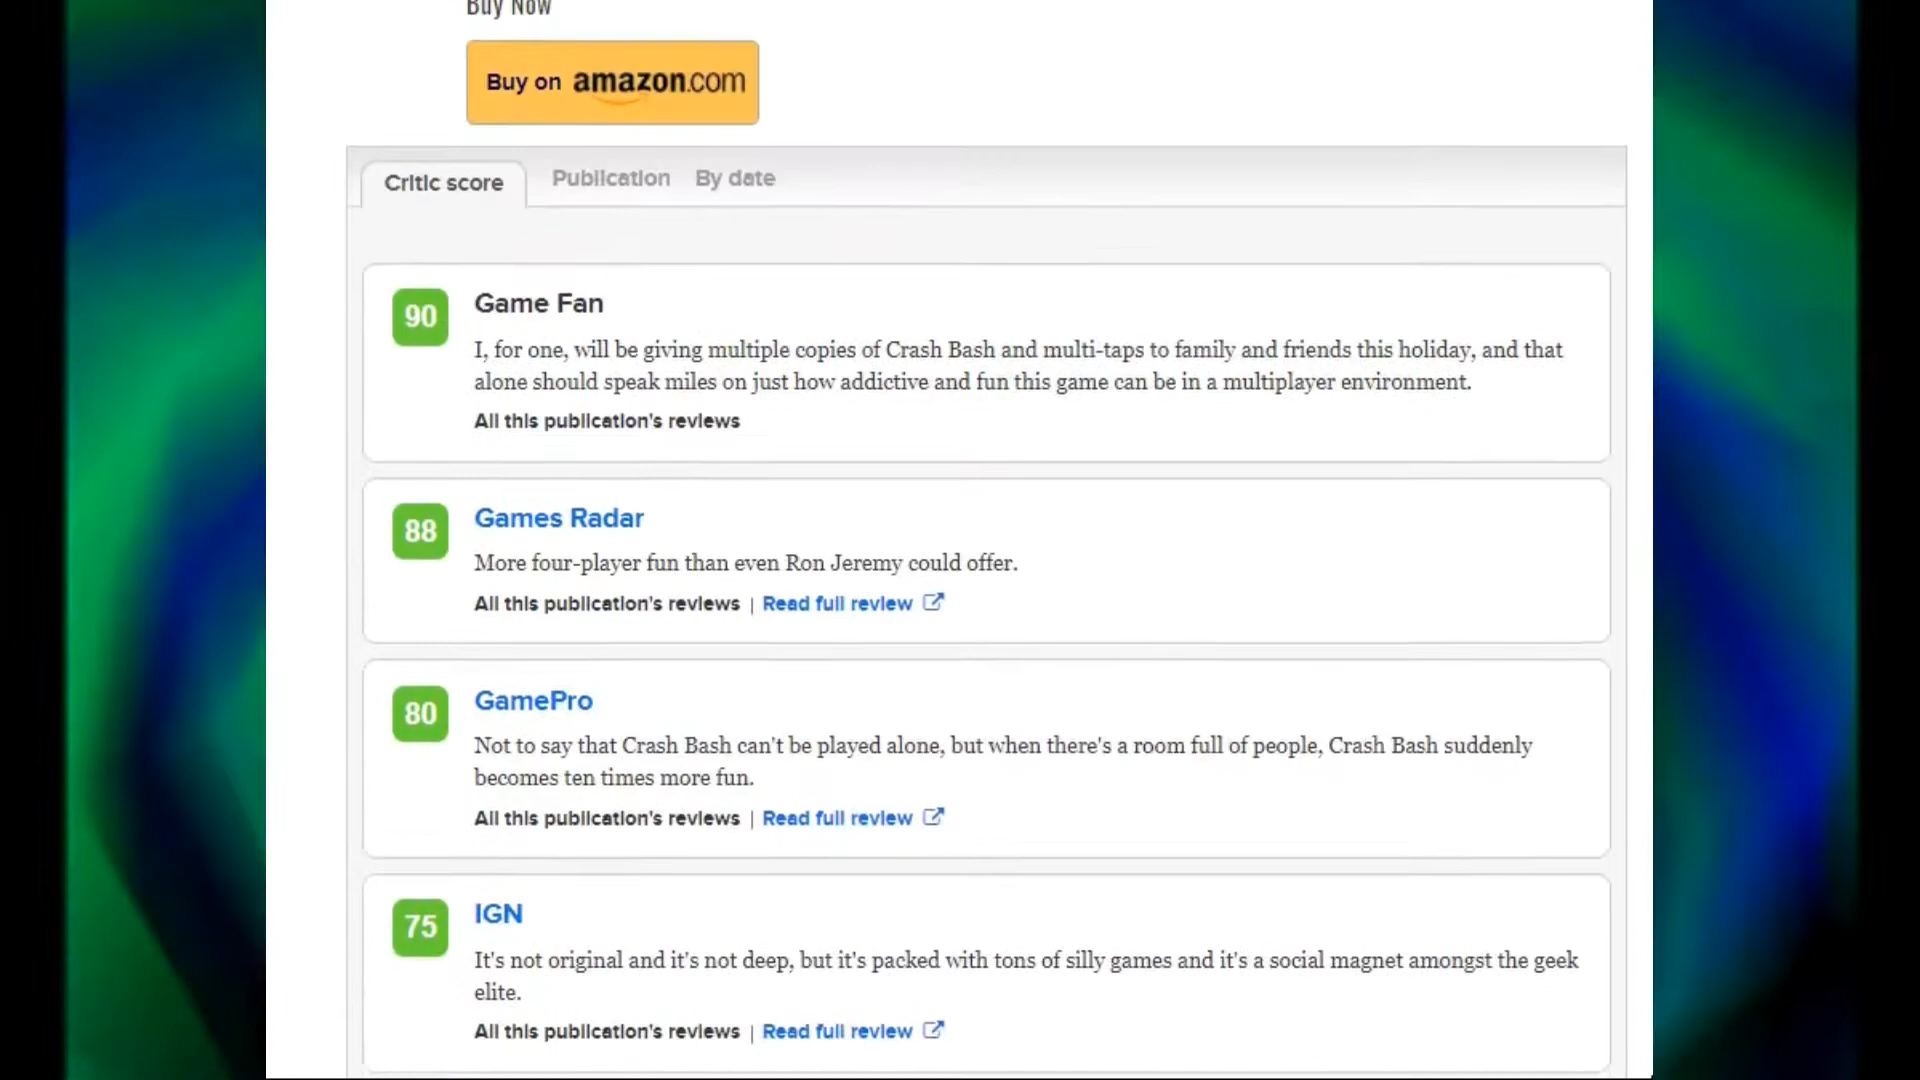 Buy Now
Buy on amazon.com
Critic score Publication By date
90 Game Fan
I, for one, will be giving multiple copies of Crash Bash and multi-taps to family and friends this holiday, and that
alone should speak miles on just how addictive and fun this game can be in a multiplayer environment.
All this publication's reviews
88 Games Radar
More four-player fun than even Ron Jeremy could offer.
All this publication's reviews | Read full review
80 GamePro
Not to say that Crash Bash can't be played alone, but when there's a room full of people, Crash Bash suddenly
becomes ten times more fun.
All this publication's reviews | Read full review
75 IGN
It's not original and it's not deep, but it's packed with tons of silly games and it's a social magnet amongst the geek
elite.
All this publication's reviews | Read full review